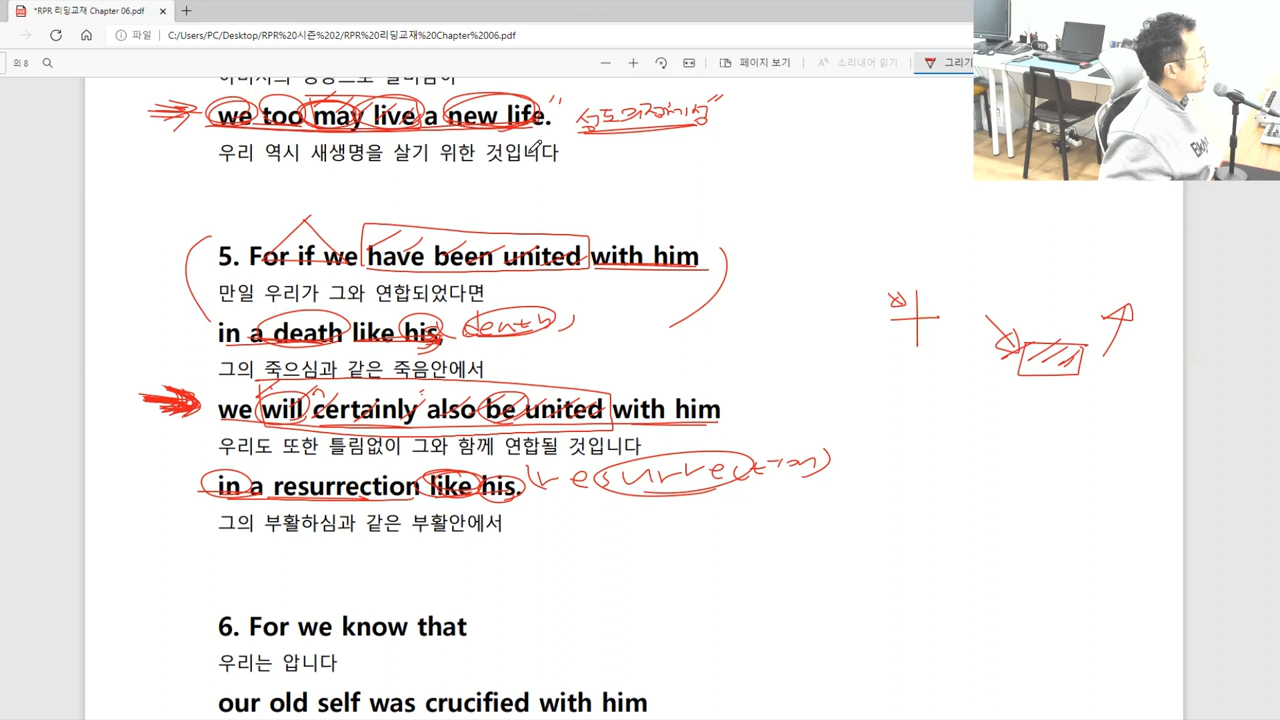 *RPR 리딩교재 Chapter 06.pdf
파일 C:/Users/PC/Desktop/RPR%20시즌%202/RPR%20리딩교재%20Chapter%2006.pdf
외 8 페이지 보기 소리내어 읽기 그리기
we too may live a new life.
우리 역시 새생명을 살기 위한 것입니다
5. For if we have been united with him
만일 우리가 그와 연합되었다면
in a death like his, death,
그의 죽으심과 같은 죽음안에서
we will certainly also be united with him
우리도 또한 틀림없이 그와 함께 연합될 것입니다
in a resurrection like his. (resurrection)
그의 부활하심과 같은 부활안에서
6. For we know that
우리는 압니다
our old self was crucified with him